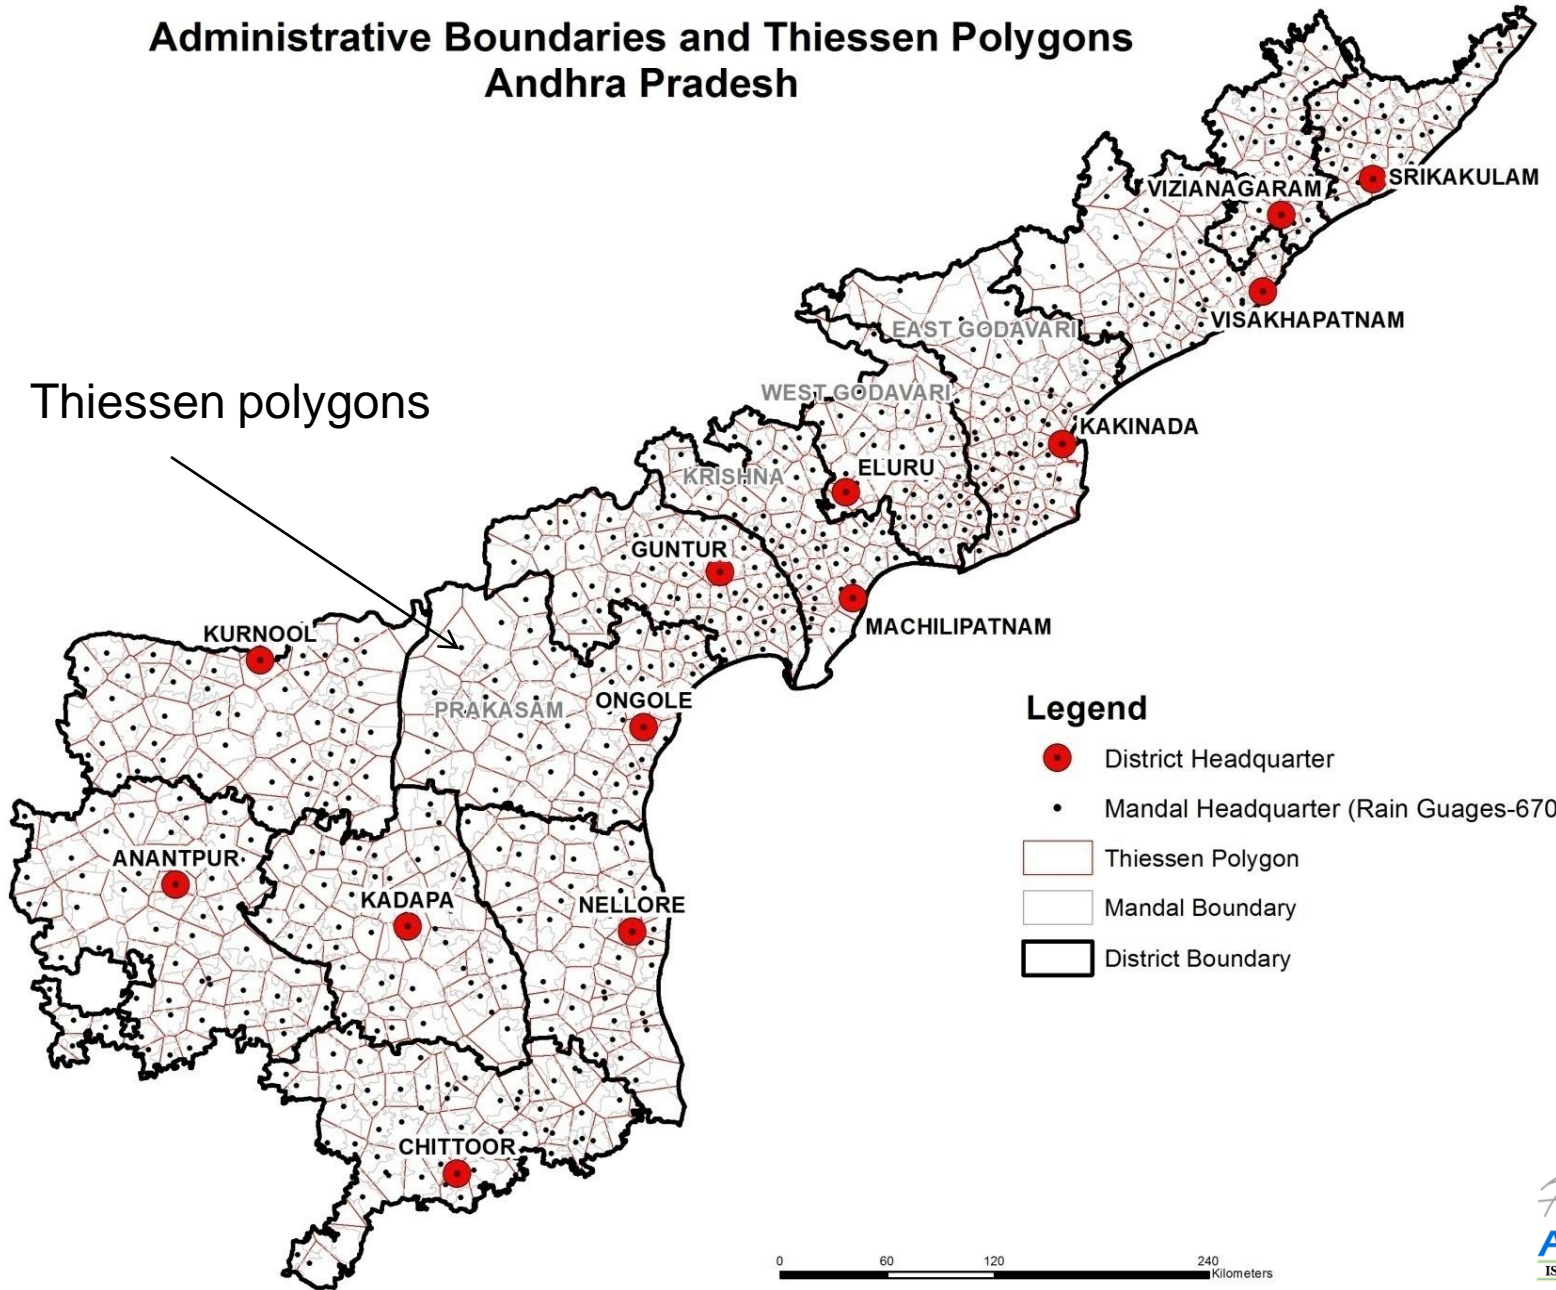 Administrative Boundaries and Thiessen Polygons
Andhra Pradesh
Thiessen polygons
SRIKAKULAM
VIZIANAGARAM
VISAKHAPATNAM
EAST GODAVARI
WEST GODAVARI
KAKINADA
ELURU
KRISHNA
GUNTUR
MACHILIPATNAM
KURNOOL
PRAKASAM
ONGOLE
ANANTPUR
KADAPA
NELLORE
CHITTOOR
Legend
District Headquarter
Mandal Headquarter (Rain Guages-670
Thiessen Polygon
Mandal Boundary
District Boundary
0 60 120 240
Kilometers